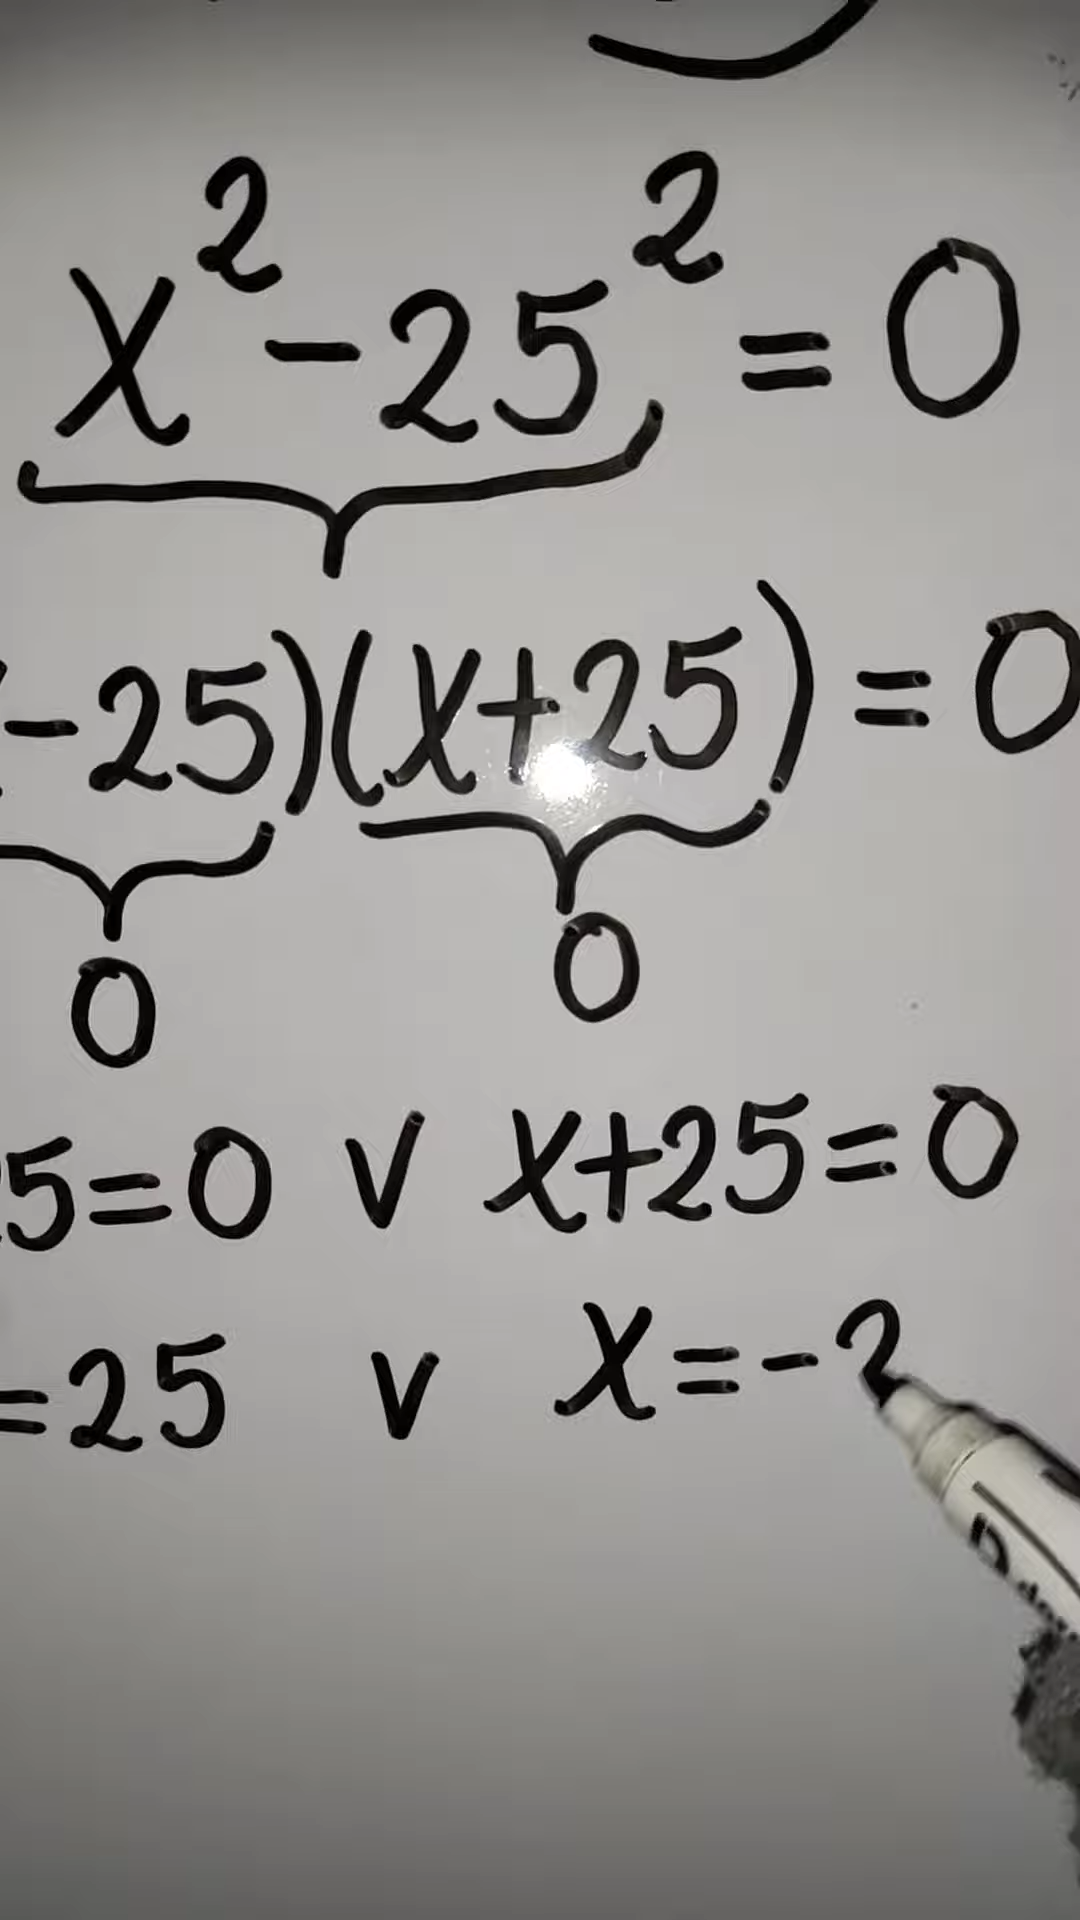 x² - 25² = 0
- 25)(x + 25) = 0
0 0
5 = 0 ∨ x + 25 = 0
= 25 ∨ x = - 2